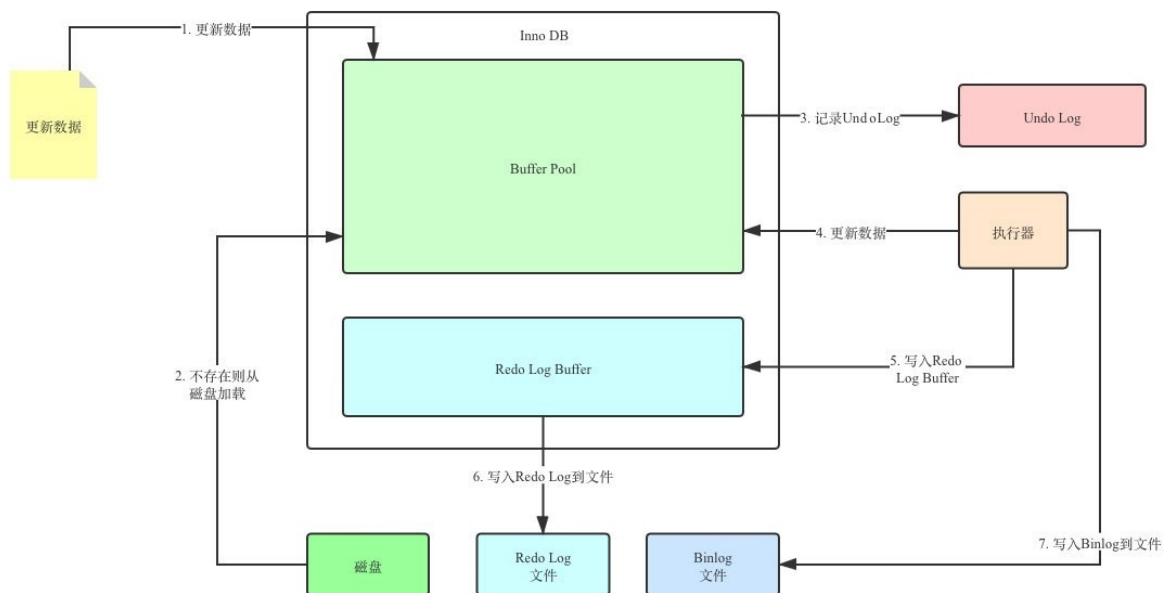 1. 更新数据
Inno DB
更新数据
Buffer Pool
3. 记录UndoLog
Undo Log
4. 更新数据
执行器
2. 不存在则从
磁盘加载
Redo Log Buffer
5. 写入Redo
Log Buffer
6. 写入Redo Log到文件
7. 写入Binlog到文件
磁盘
Redo Log
文件
Binlog
文件